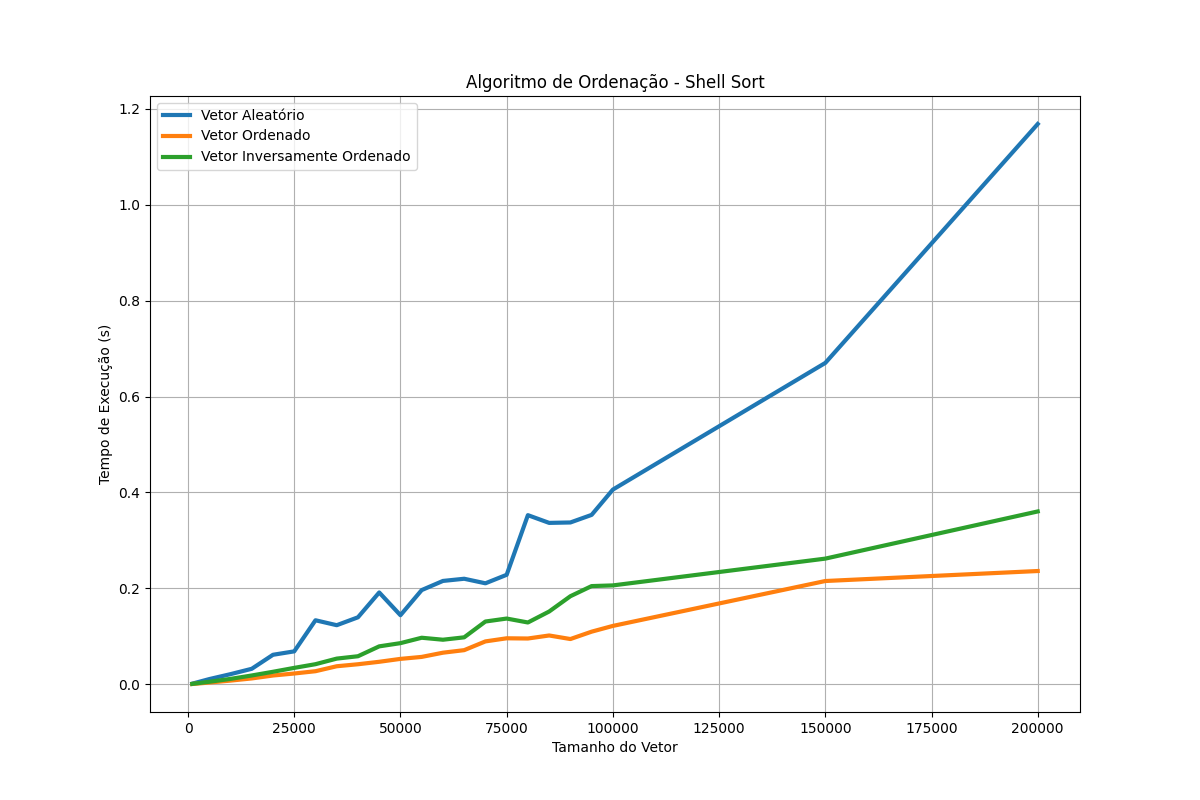 Algoritmo de Ordenação - Shell Sort
Vetor Aleatório
Vetor Ordenado
Vetor Inversamente Ordenado
Tempo de Execução (s)
1.2
1.0
0.8
0.6
0.4
0.2
0.0
0 25000 50000 75000 100000 125000 150000 175000 200000
Tamanho do Vetor